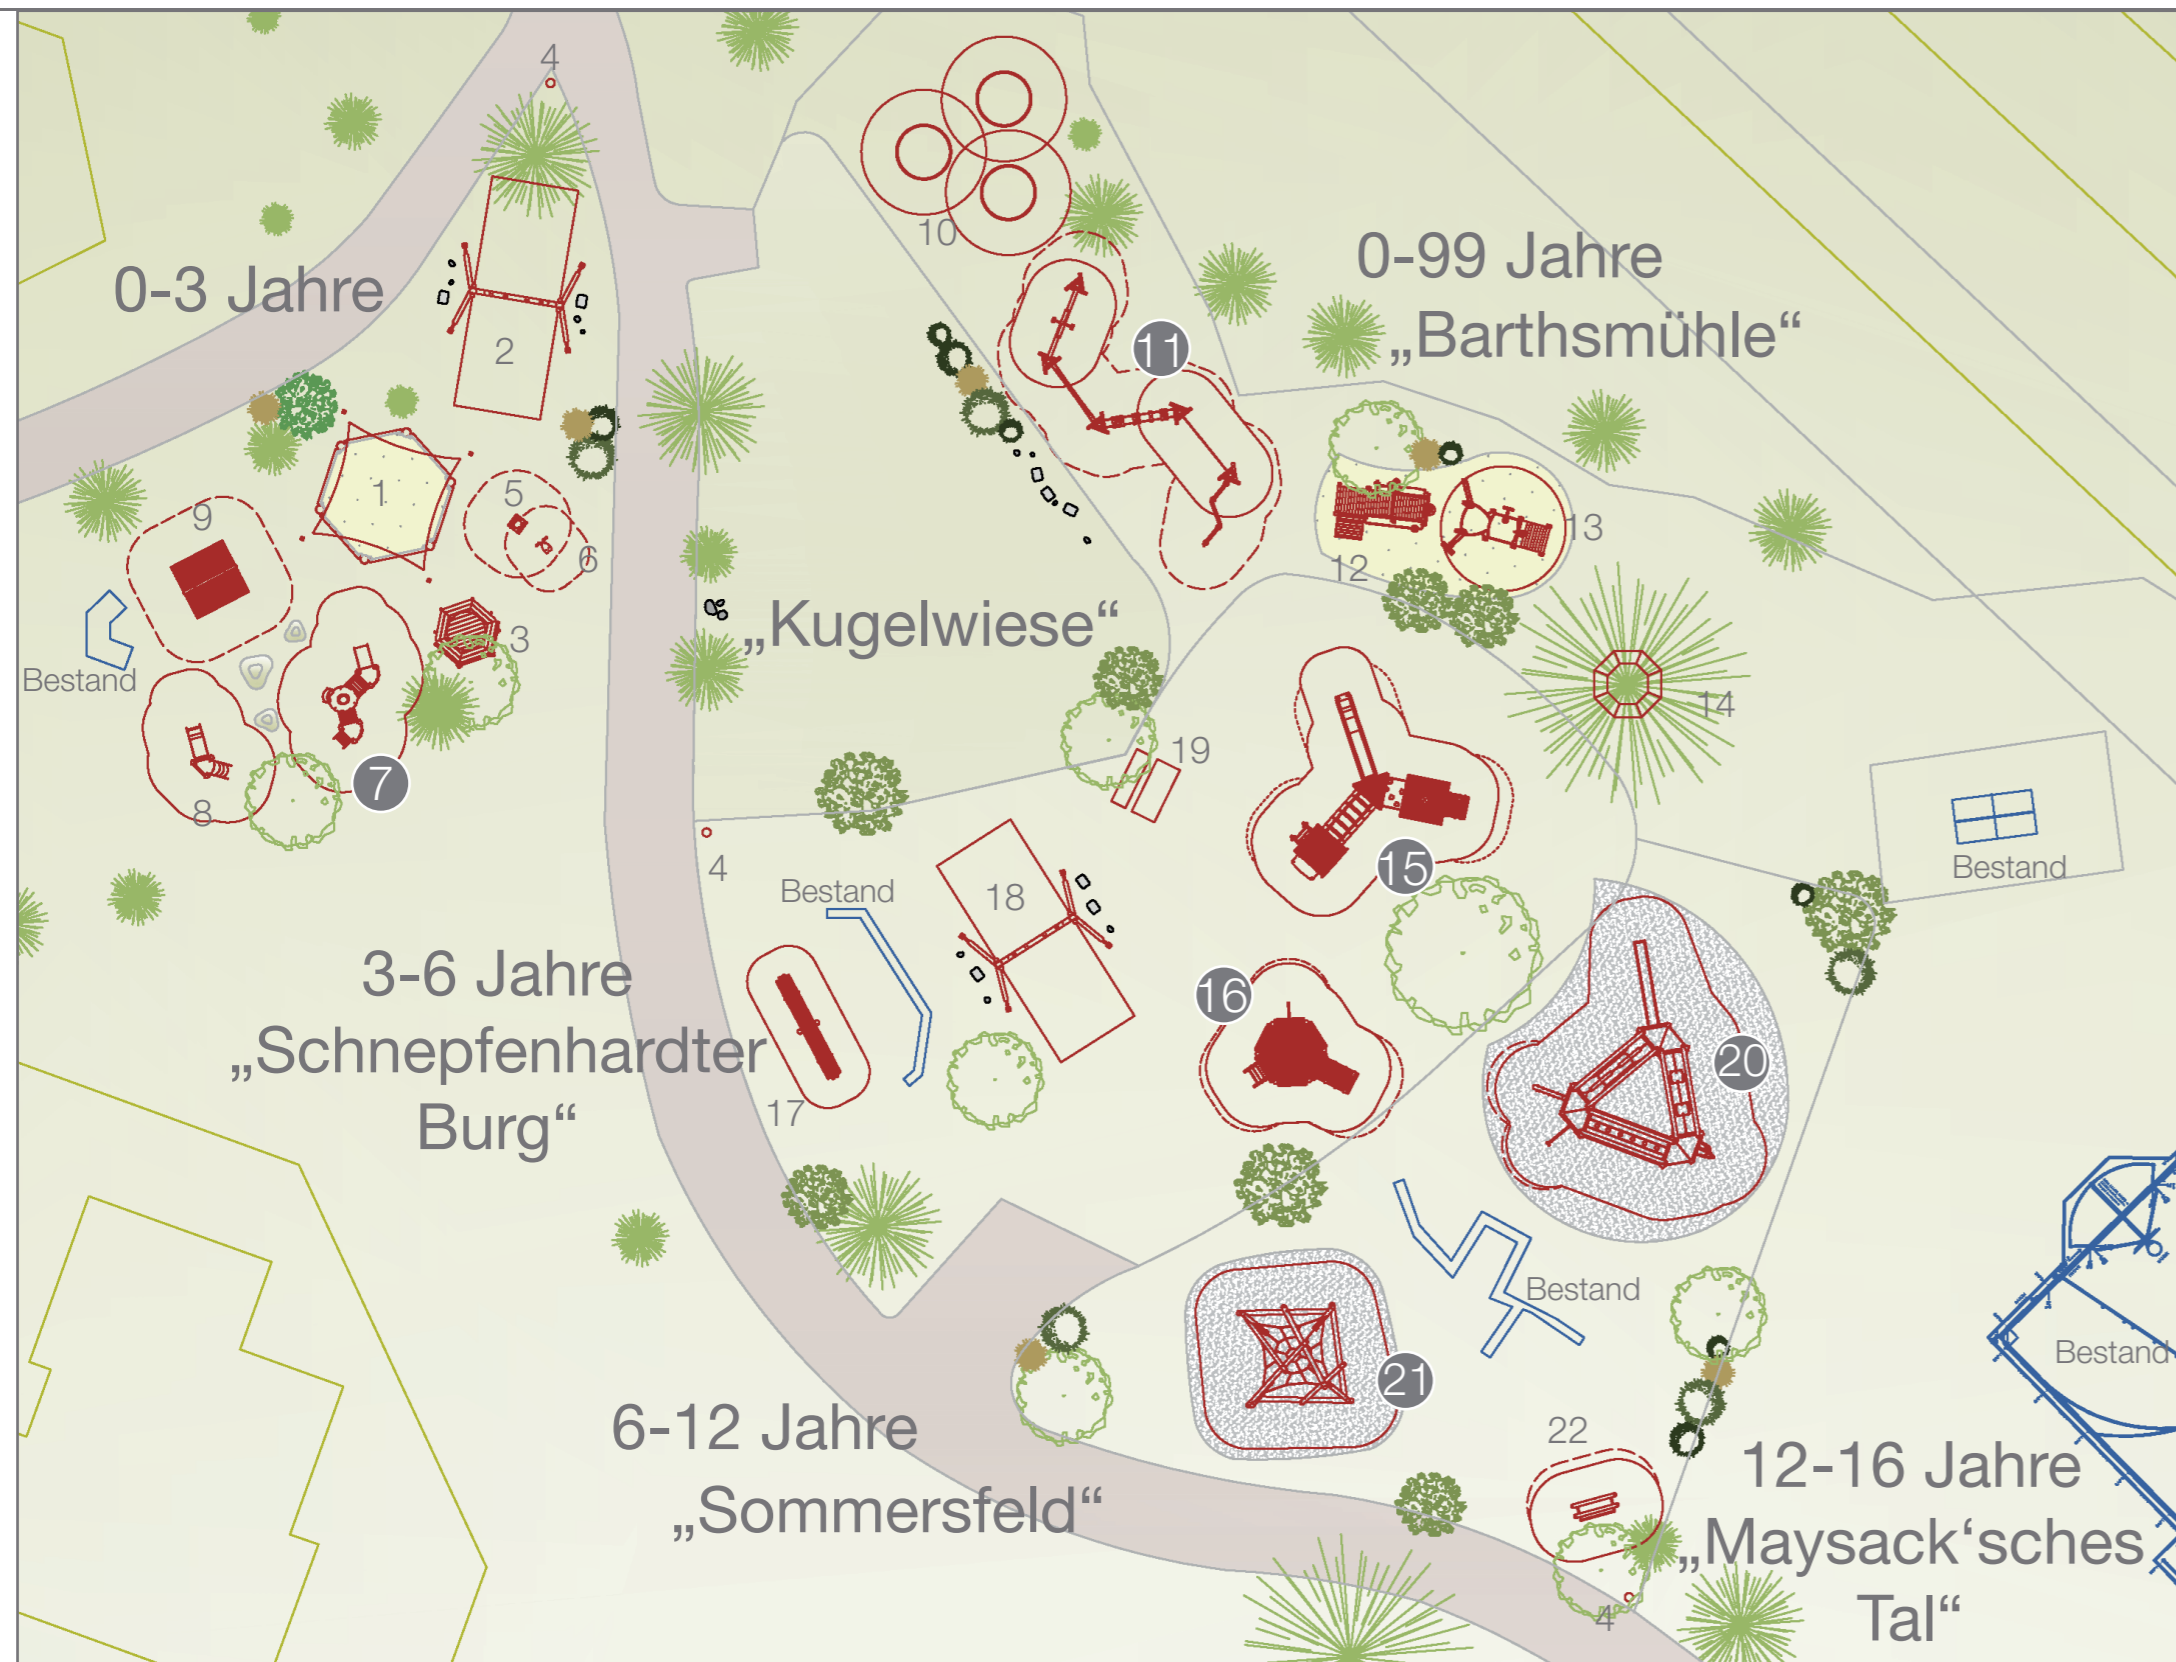 4
10
0-3 Jahre
0-99 Jahre
„Barthsmühle“
2
11
1
5
9
6
13
12
3
„Kugelwiese“
Bestand
14
19
7
8
15
4
Bestand
18
Bestand
3-6 Jahre
„Schnepfenhardter
Burg“
16
20
17
Bestand
Bestand
21
6-12 Jahre
„Sommersfeld“
22
12-16 Jahre
„Maysack‘sches
Tal“
4